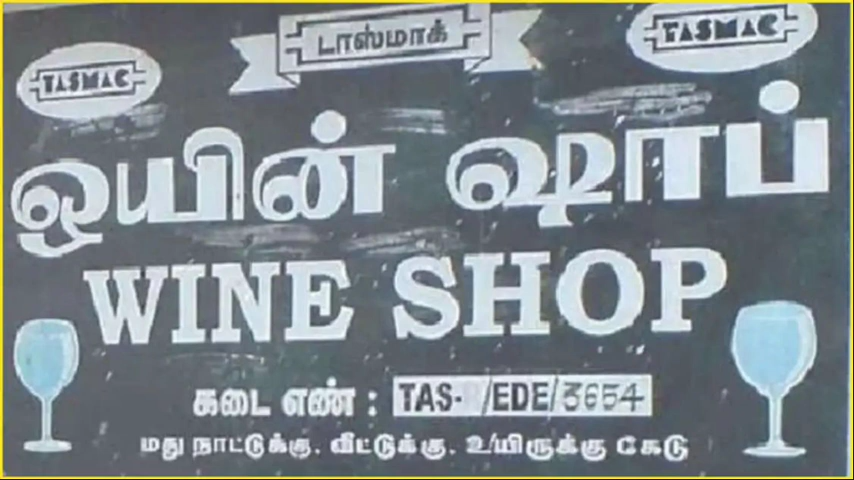 TASMAC
டாஸ்மாக்
TASMAC
ஒயின் ஷாப்
WINE SHOP
கடை எண் : TAS-R/EDE/3654
மது நாட்டுக்கு, வீட்டுக்கு, உயிருக்கு கேடு